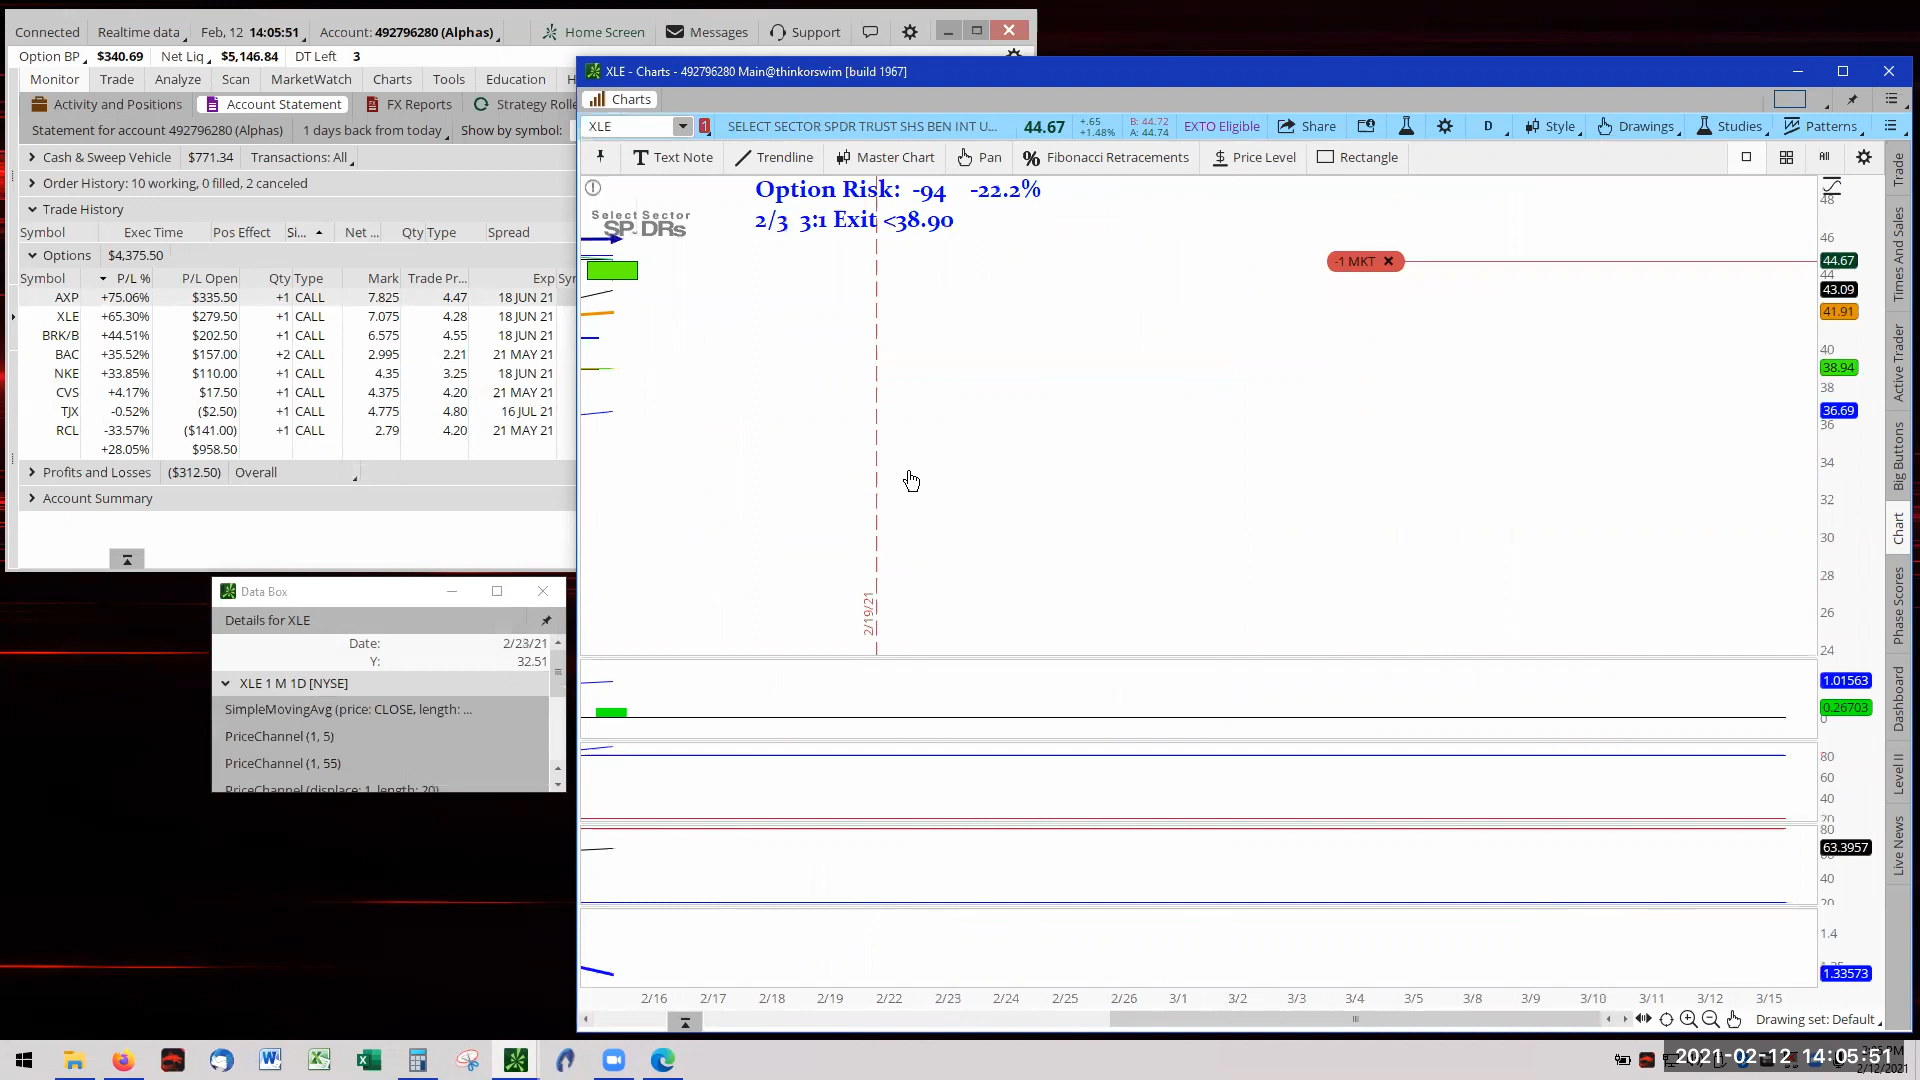 Connected Realtime data Feb, 12 14:05:51 Account: 492796280 (Alphas) Home Screen Messages Support
Option BP $340.69 Net Liq $5,146.84 DT Left 3
Monitor Trade Analyze Scan MarketWatch Charts Tools Education H
Activity and Positions Account Statement FX Reports Strategy Rolle
Statement for account 492796280 (Alphas) 1 days back from today Show by symbol:
Cash & Sweep Vehicle $771.34 Transactions: All
Order History: 10 working, 0 filled, 2 canceled
Trade History
Symbol Exec Time Pos Effect Si... Net ... Qty Type Spread
Options $4,375.50
Symbol P/L % P/L Open Qty Type Mark Trade Pr... Exp Sy
AXP +75.06% $335.50 +1 CALL 7.825 4.47 18 JUN 21
XLE +65.30% $279.50 +1 CALL 7.075 4.28 18 JUN 21
BRK/B +44.51% $202.50 +1 CALL 6.575 4.55 18 JUN 21
BAC +35.52% $157.00 +2 CALL 2.995 2.21 21 MAY 21
NKE +33.85% $110.00 +1 CALL 4.35 3.25 18 JUN 21
CVS +4.17% $17.50 +1 CALL 4.375 4.20 21 MAY 21
TJX -0.52% ($2.50) +1 CALL 4.775 4.80 16 JUL 21
RCL -33.57% ($141.00) +1 CALL 2.79 4.20 21 MAY 21
+28.05% $958.50
Profits and Losses ($312.50) Overall
Account Summary
Data Box
Details for XLE
Date: 2/23/21
Y: 32.51
XLE 1 M 1D [NYSE]
SimpleMovingAvg (price: CLOSE, length: ...
PriceChannel (1, 5)
PriceChannel (1, 55)
PriceChannel (displace: 1, length: 20)
XLE - Charts - 492796280 Main@thinkorswim [build 1967]
Charts
XLE 1 SELECT SECTOR SPDR TRUST SHS BEN INT U... 44.67 +.65 +1.48% B: 44.72 A: 44.74 EXTO Eligible Share D Style Drawings Studies Patterns
Text Note Trendline Master Chart Pan Fibonacci Retracements Price Level Rectangle All
Option Risk: -94 -22.2%
2/3 3:1 Exit <38.90
Select Sector
SPDRs
-1 MKT
2/19/21
48
46
44.67
44
43.09
41.91
40
38.94
38
36.69
36
34
32
30
28
26
24
1.01563
0.26703
0
80
60
40
20
80
63.3957
40
20
1.4
1.33573
2/16 2/17 2/18 2/19 2/22 2/23 2/24 2/25 2/26 3/1 3/2 3/3 3/4 3/5 3/8 3/9 3/10 3/11 3/12 3/15
Drawing set: Default
Trade
Times And Sales
Active Trader
Big Buttons
Chart
Phase Scores
Dashboard
Level II
Live News
2021-02-12 14:05:51
2/12/2021